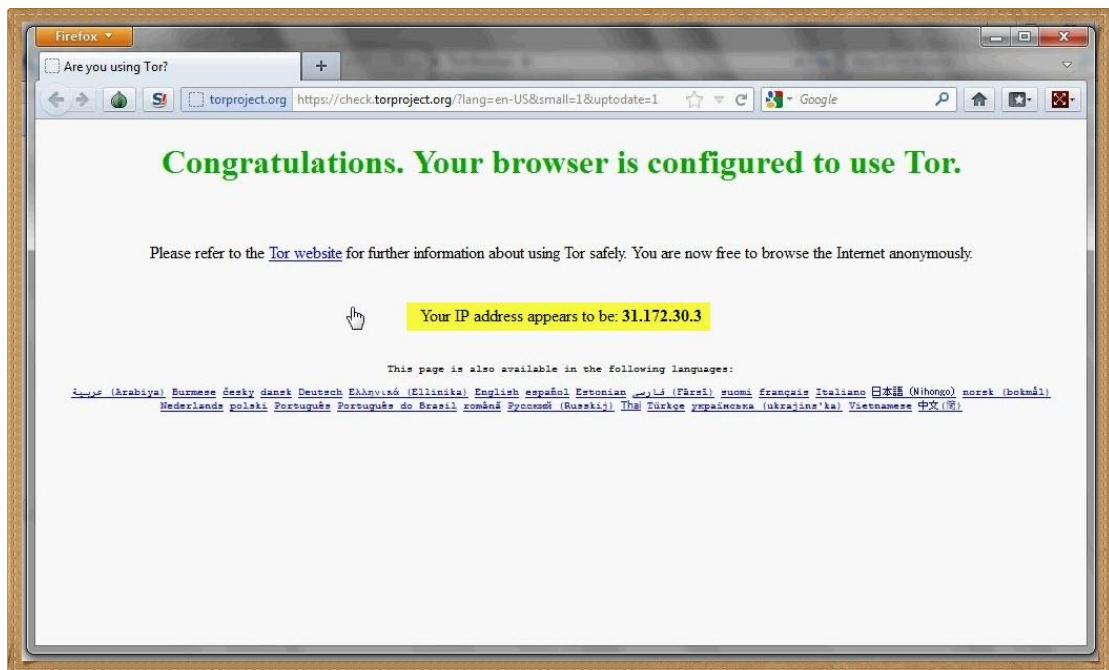 Firefox
Are you using Tor?
torproject.org https://check.torproject.org/?lang=en-US&small=1&uptodate=1 Google
Congratulations. Your browser is configured to use Tor.
Please refer to the Tor website for further information about using Tor safely. You are now free to browse the Internet anonymously.
Your IP address appears to be: 31.172.30.3
This page is also available in the following languages:
عربية (Arabiya) Burmese česky dansk Deutsch Ελληνικά (Ellinika) English español Estonian فارسی (Fārsī) suomi français Italiano 日本語 (Nihongo) norsk (bokmål)
Nederlands polski Português Português do Brasil română Русский (Russkij) Thai Türkçe українська (ukrajins'ka) Vietnamese 中文(简)